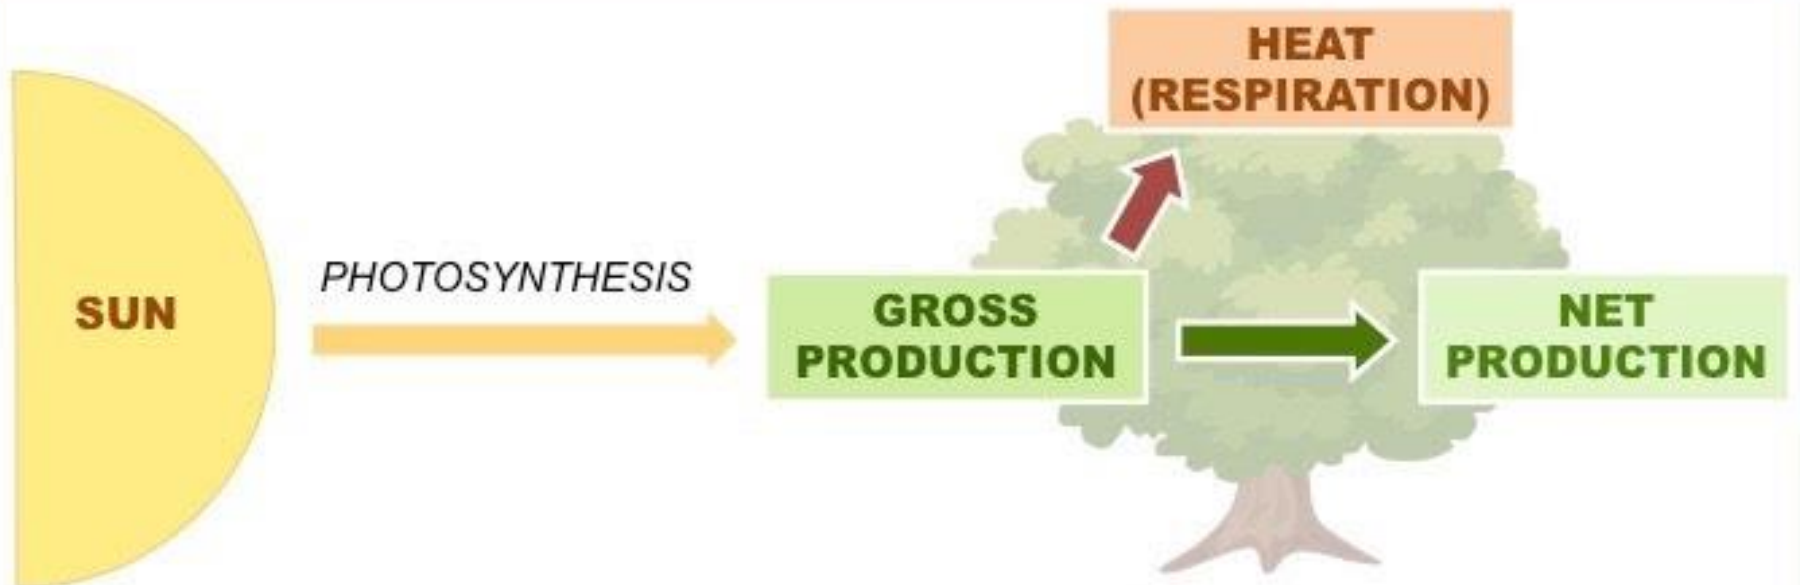 SUN
PHOTOSYNTHESIS
GROSS
PRODUCTION
HEAT
(RESPIRATION)
NET
PRODUCTION